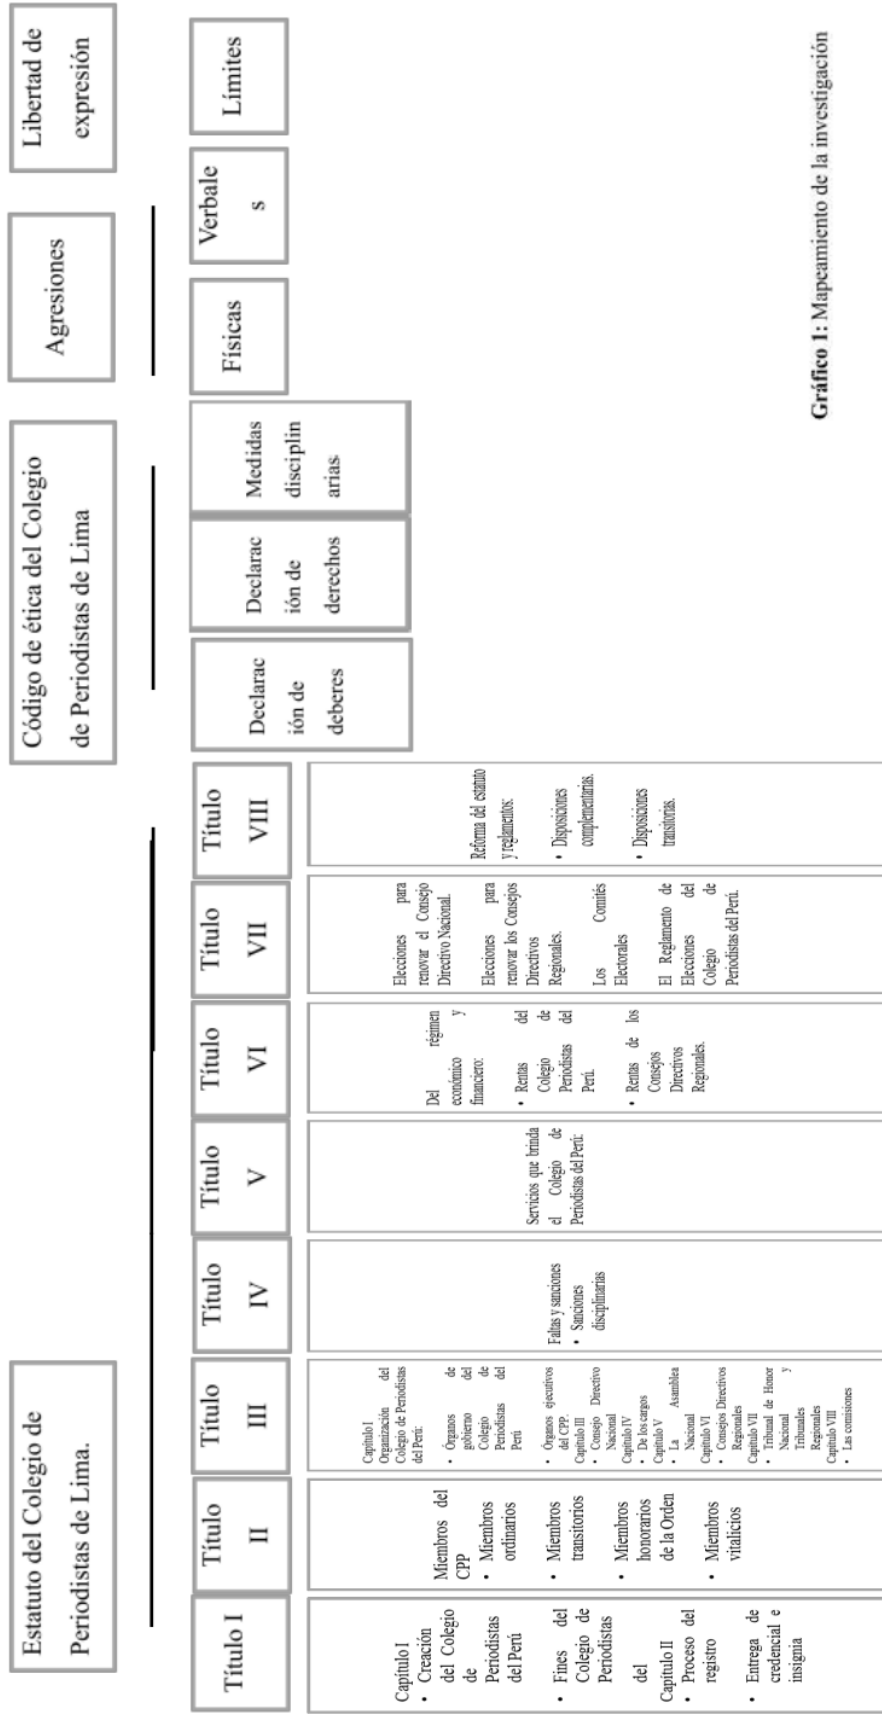 Estatuto del Colegio de
Periodistas de Lima.
Código de ética del Colegio
de Periodistas de Lima
Agresiones
Libertad de
expresión
Título I
Título
II
Título
III
Título
IV
Título
V
Título
VI
Título
VII
Título
VIII
Declarac
ión de
deberes
Declarac
ión de
derechos
Medidas
disciplin
arias
Físicas
Verbale
s
Límites
Capítulo I
• Creación
del Colegio
de
Periodistas
del Perú
• Fines del
Colegio de
Periodistas
del
Capítulo II
• Proceso del
registro
• Entrega de
credencial e
insignia
Miembros del
CPP
• Miembros
ordinarios
• Miembros
transitorios
• Miembros
honorarios
de la Orden
• Miembros
vitalicios
Capítulo I
Organización del
Colegio de Periodistas
del Perú:
• Órganos de
gobierno del
Colegio de
Periodistas del
Perú
• Órganos ejecutivos
del CPP.
Capítulo III
• Consejo Directivo
Nacional
Capítulo IV
• De los cargos
Capítulo V
• La Asamblea
Nacional
Capítulo VI
• Consejos Directivos
Regionales
Capítulo VII
• Tribunal de Honor
Nacional y
Tribunales
Regionales
Capítulo VIII
• Las comisiones
Faltas y sanciones
• Sanciones
disciplinarias
Servicios que brinda
el Colegio de
Periodistas del Perú:
Del régimen
económico y
financiero:
• Rentas del
Colegio de
Periodistas del
Perú.
• Rentas de los
Consejos
Directivos
Regionales.
Elecciones para
renovar el Consejo
Directivo Nacional.
Elecciones para
renovar los Consejos
Directivos
Regionales.
Los Comités
Electorales
El Reglamento de
Elecciones del
Colegio de
Periodistas del Perú.
Reforma del estatuto
y reglamentos:
• Disposiciones
complementarias.
• Disposiciones
transitorias.
Gráfico 1: Mapeamiento de la investigación